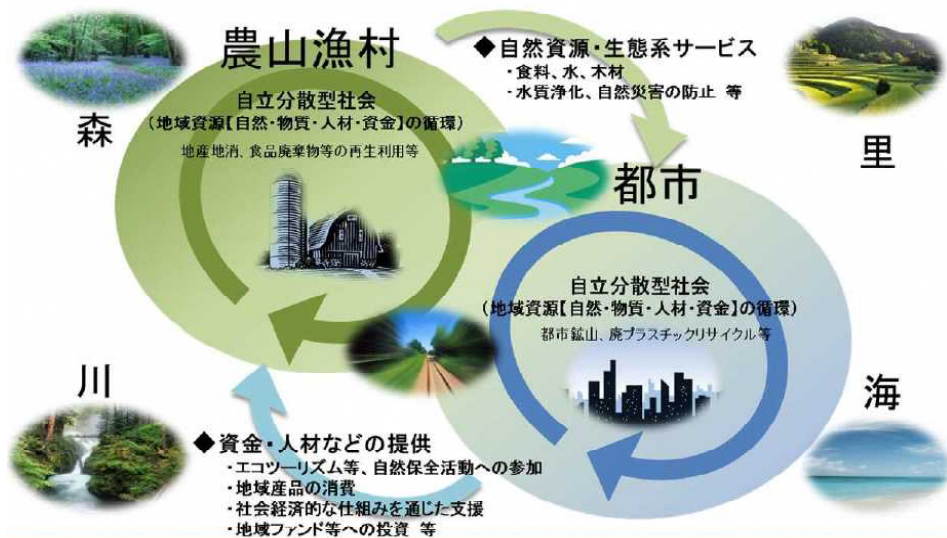 農山漁村
◆自然資源・生態系サービス
・食料、水、木材
・水質浄化、自然災害の防止 等
森
自立分散型社会
(地域資源【自然・物質・人材・資金】の循環)
地産地消、食品廃棄物等の再生利用等
里
都市
自立分散型社会
(地域資源【自然・物質・人材・資金】の循環)
都市鉱山、廃プラスチックリサイクル等
川
海
◆資金・人材などの提供
・エコツーリズム等、自然保全活動への参加
・地域産品の消費
・社会経済的な仕組みを通じた支援
・地域ファンド等への投資 等